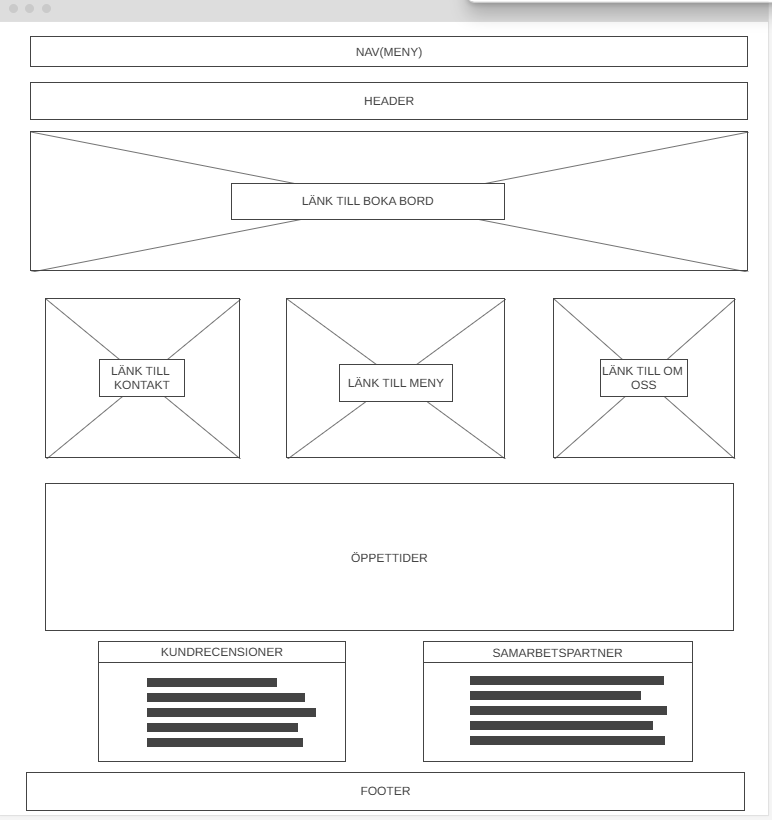 NAV(MENY)
HEADER
LÄNK TILL BOKA BORD
LÄNK TILL
KONTAKT
LÄNK TILL MENY
LÄNK TILL OM
OSS
ÖPPETTIDER
KUNDRECENSIONER
SAMARBETSPARTNER
FOOTER